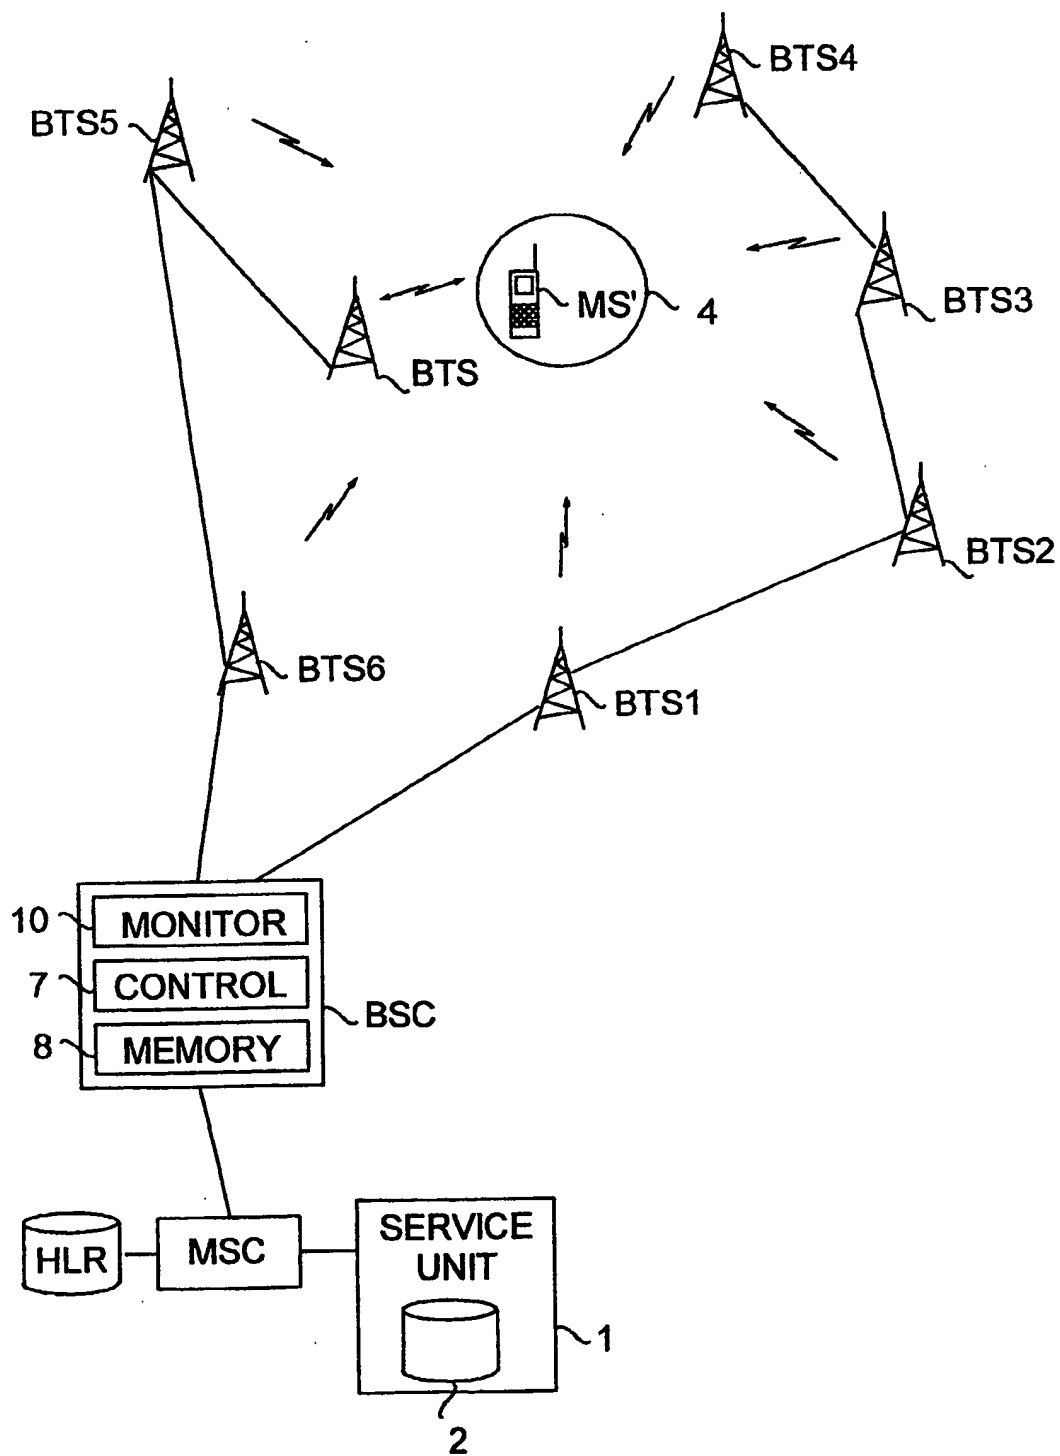 BTS4
BTS5
BTS3
MS'
4
BTS
BTS2
BTS6
BTS1
10
MONITOR
7
CONTROL
BSC
8
MEMORY
HLR
MSC
SERVICE
UNIT
1
2